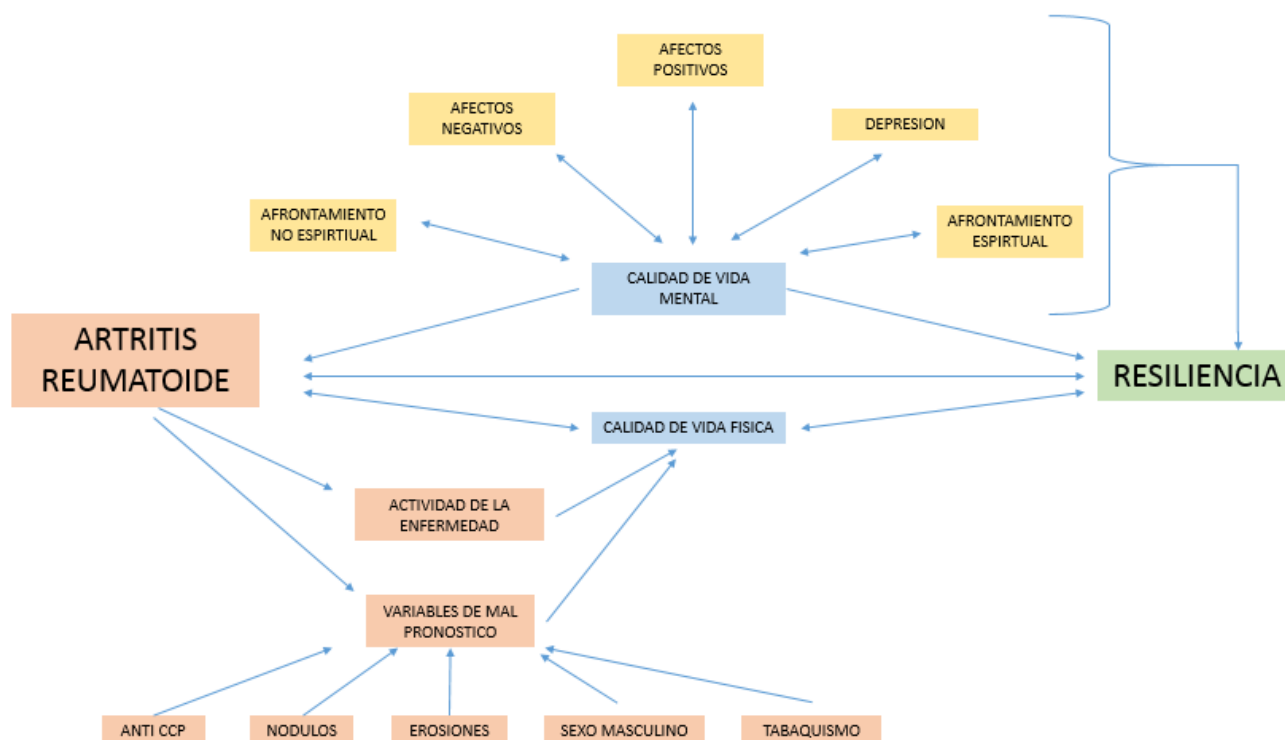 AFECTOS
POSITIVOS
AFECTOS
NEGATIVOS
DEPRESION
AFRONTAMIENTO
NO ESPIRTIUAL
AFRONTAMIENTO
ESPIRTUAL
CALIDAD DE VIDA
MENTAL
ARTRITIS
REUMATOIDE
RESILIENCIA
CALIDAD DE VIDA FISICA
ACTIVIDAD DE LA
ENFERMEDAD
VARIABLES DE MAL
PRONOSTICO
ANTI CCP
NODULOS
EROSIONES
SEXO MASCULINO
TABAQUISMO